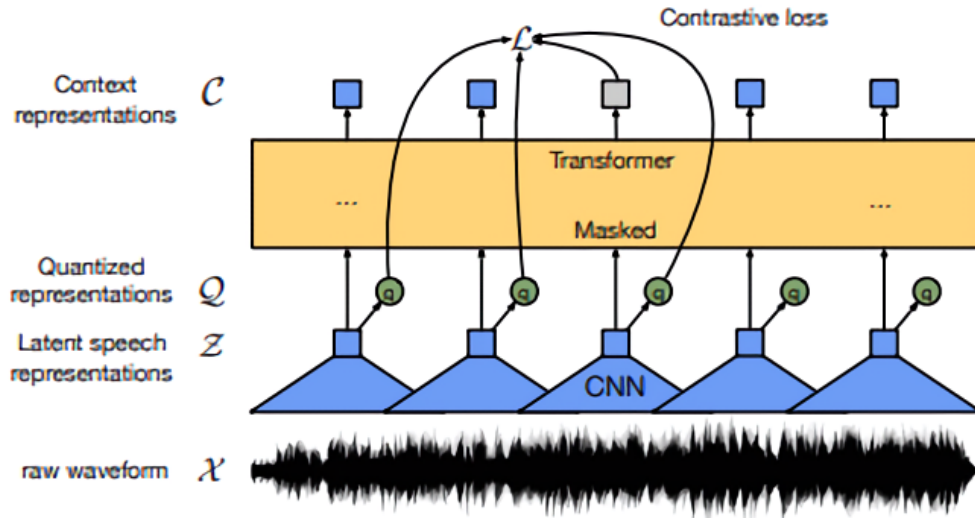 Contrastive loss
ℒ
Context
representations
𝒞
Transformer
...
...
Masked
Quantized
representations
𝒬
q
q
q
q
q
Latent speech
representations
𝒵
CNN
raw waveform
𝒳